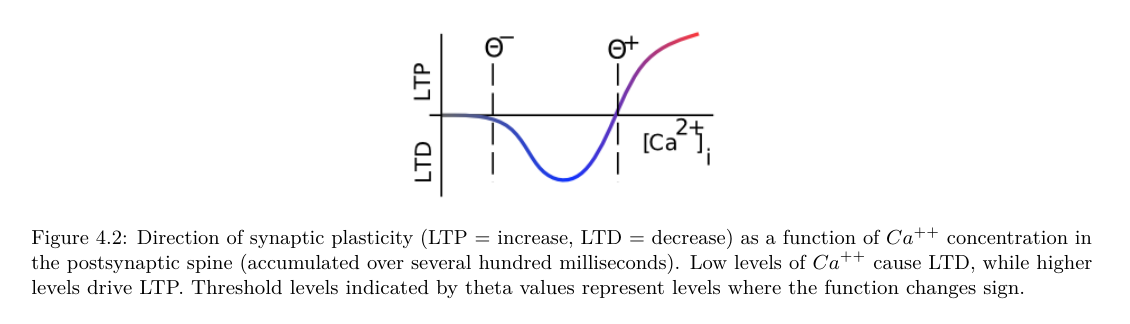 Θ⁻ Θ⁺
LTP
[Ca²⁺]ᵢ
LTD
Figure 4.2: Direction of synaptic plasticity (LTP = increase, LTD = decrease) as a function of Ca⁺⁺ concentration in
the postsynaptic spine (accumulated over several hundred milliseconds). Low levels of Ca⁺⁺ cause LTD, while higher
levels drive LTP. Threshold levels indicated by theta values represent levels where the function changes sign.